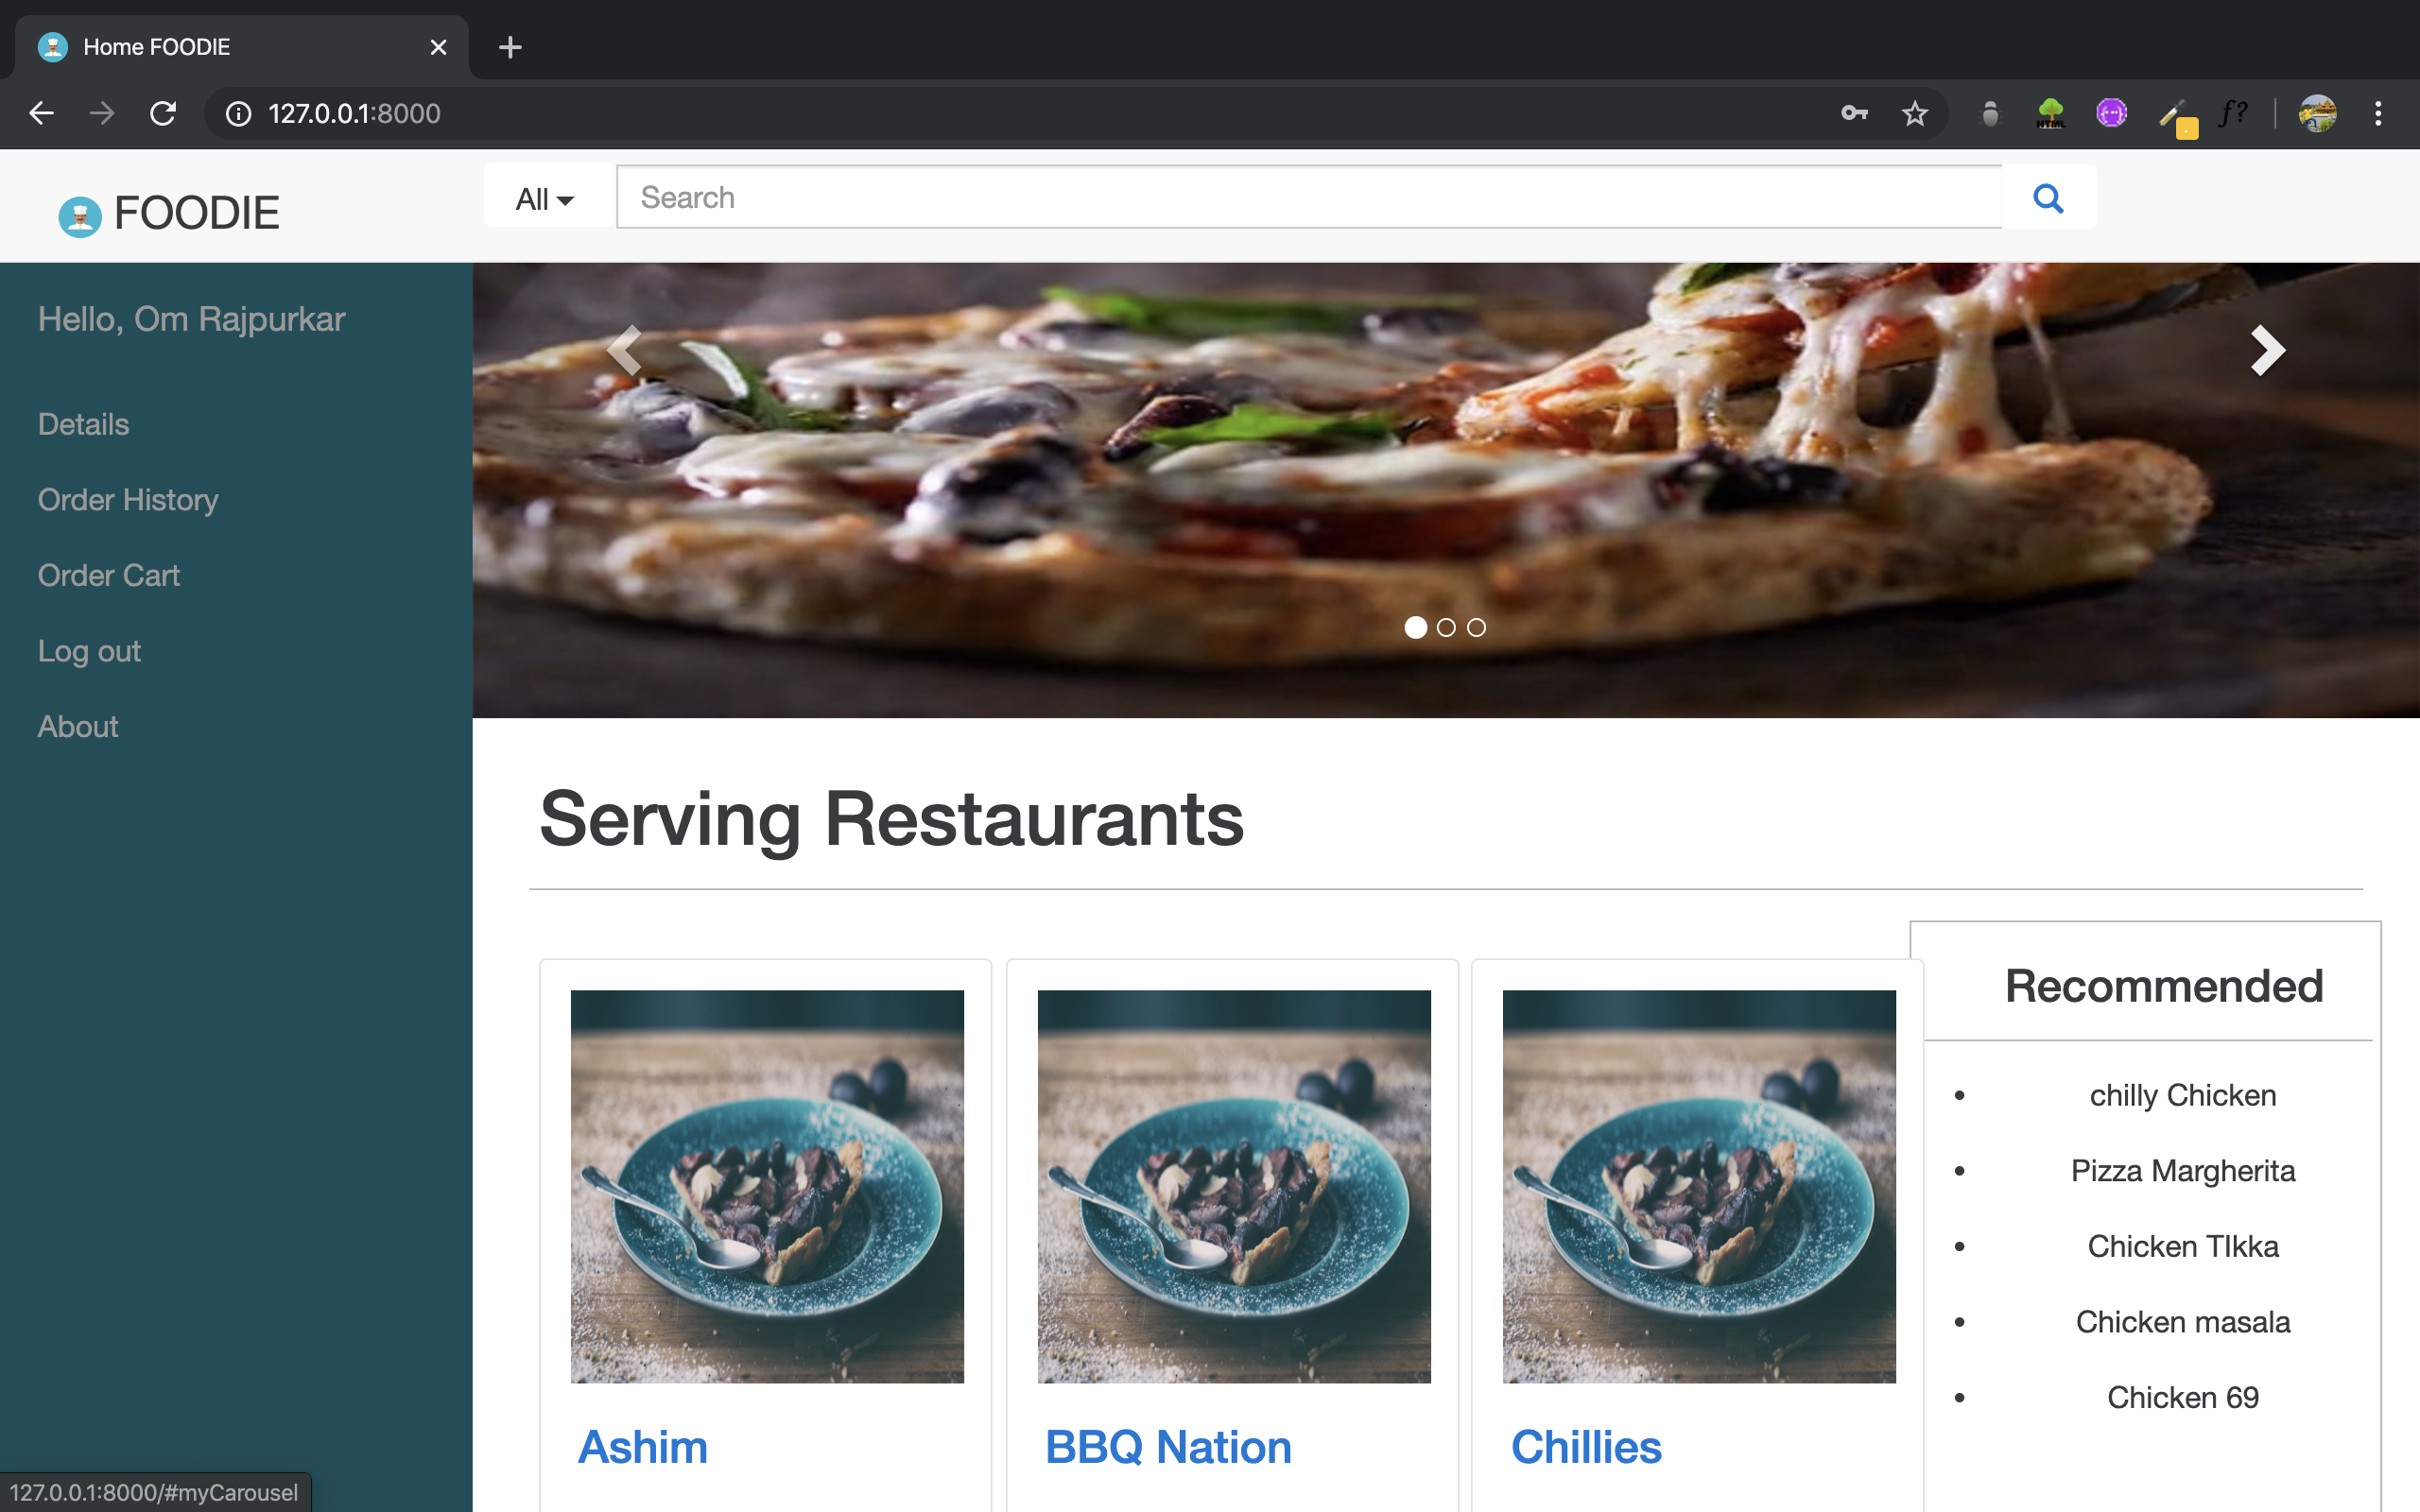 Home FOODIE
127.0.0.1:8000
HTML
f?
FOODIE
All
Search
Hello, Om Rajpurkar
Details
Order History
Order Cart
Log out
About
Serving Restaurants
Recommended
chilly Chicken
Pizza Margherita
Chicken TIkka
Chicken masala
Chicken 69
Ashim
BBQ Nation
Chillies
127.0.0.1:8000/#myCarousel